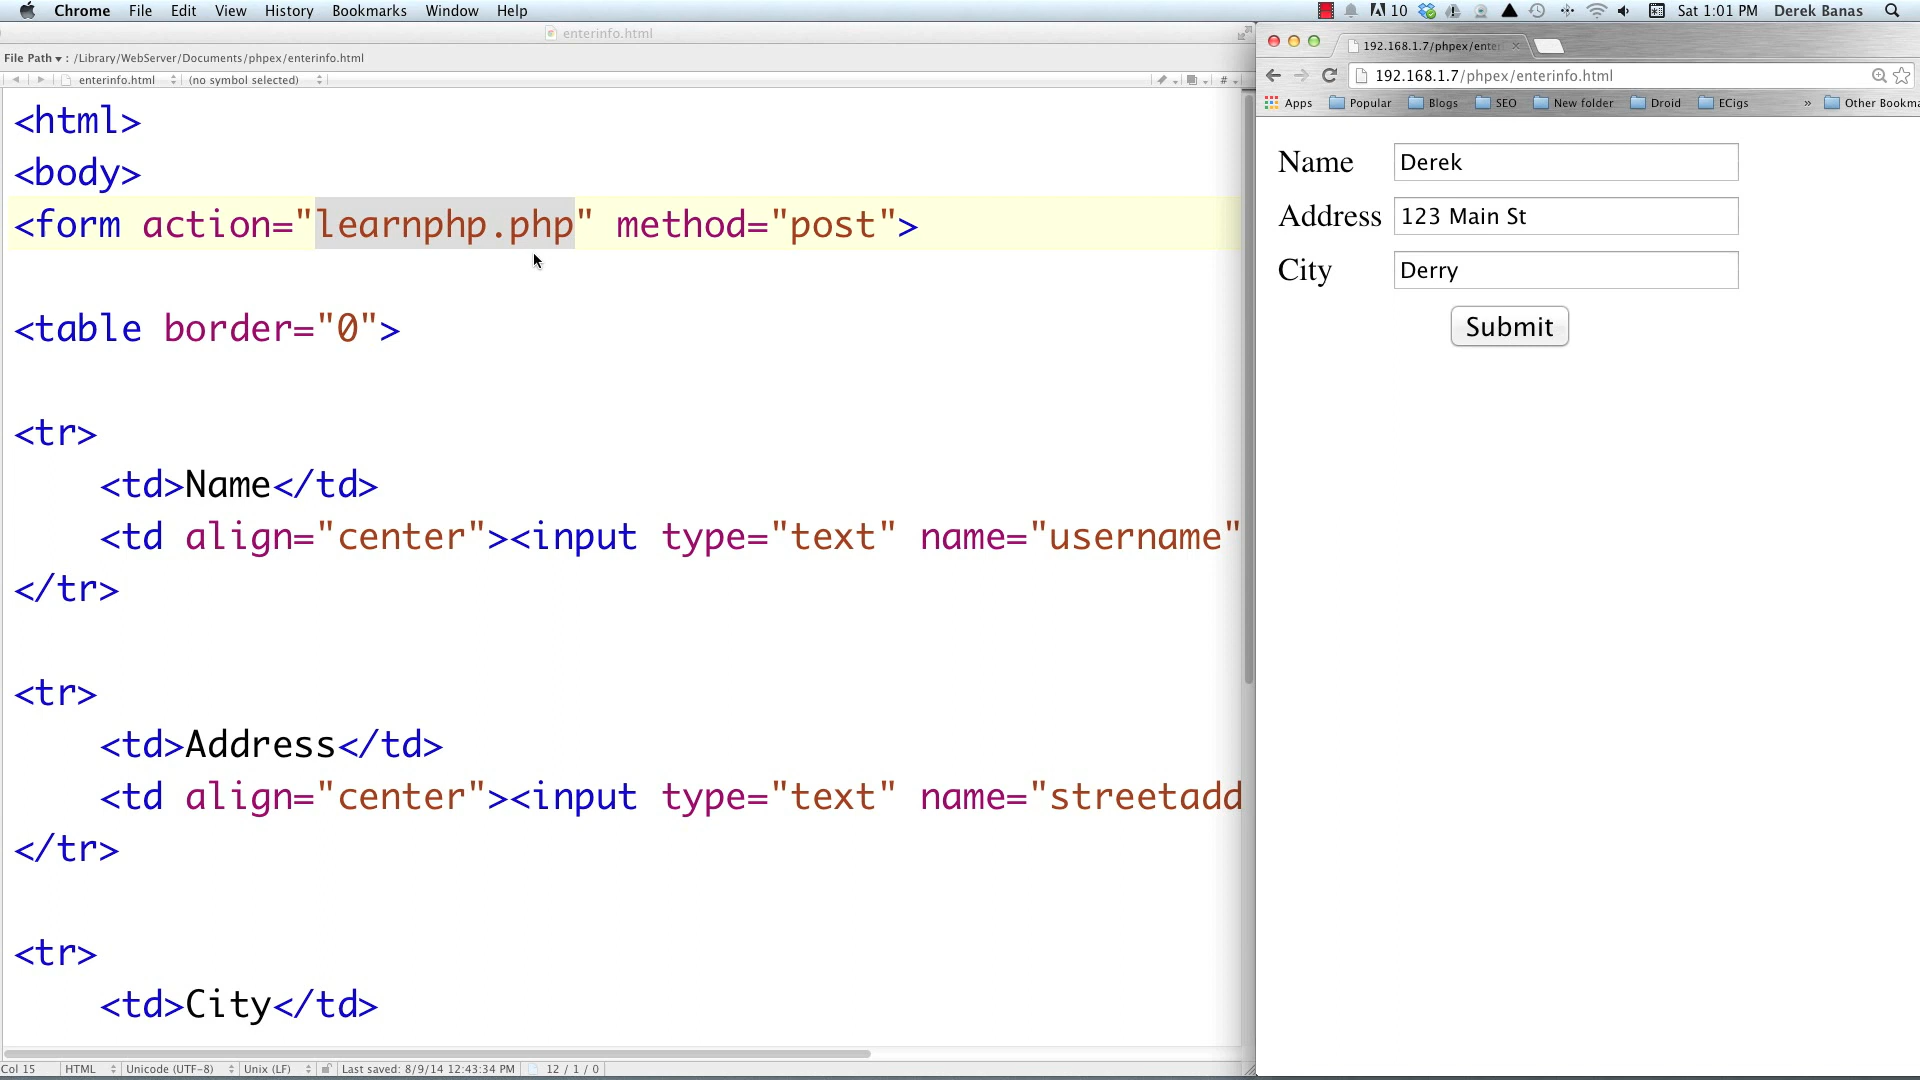 Chrome File Edit View History Bookmarks Window Help
10 Sat 1:01 PM Derek Banas
enterinfo.html
File Path ▾ : /Library/WebServer/Documents/phpex/enterinfo.html
enterinfo.html (no symbol selected) #
<html>
<body>
<form action="learnphp.php" method="post">
<table border="0">
<tr>
<td>Name</td>
<td align="center"><input type="text" name="username"
</tr>
<tr>
<td>Address</td>
<td align="center"><input type="text" name="streetadd
</tr>
<tr>
<td>City</td>
Col 15 HTML Unicode (UTF-8) Unix (LF) Last saved: 8/9/14 12:43:34 PM 12 / 1 / 0
192.168.1.7/phpex/enter
192.168.1.7/phpex/enterinfo.html
Apps Popular Blogs SEO New folder Droid ECigs » Other Bookma
Name Derek
Address 123 Main St
City Derry
Submit